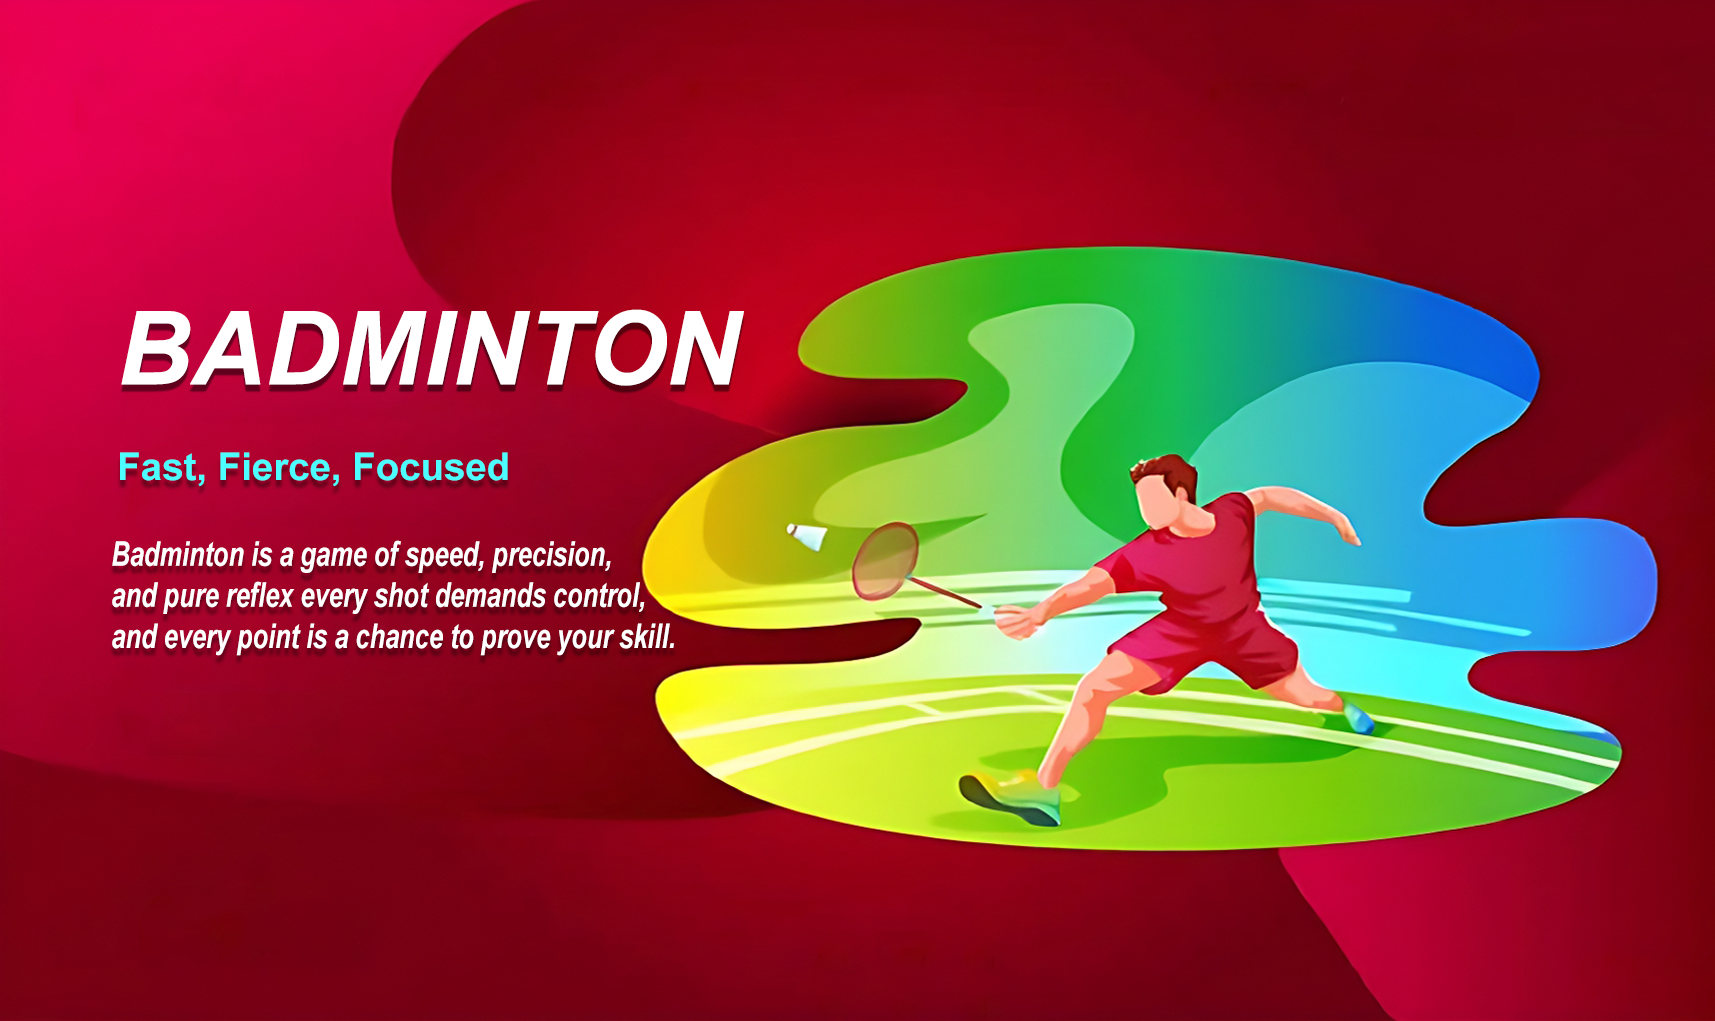 BADMINTON
Fast, Fierce, Focused
Badminton is a game of speed, precision,
and pure reflex every shot demands control,
and every point is a chance to prove your skill.